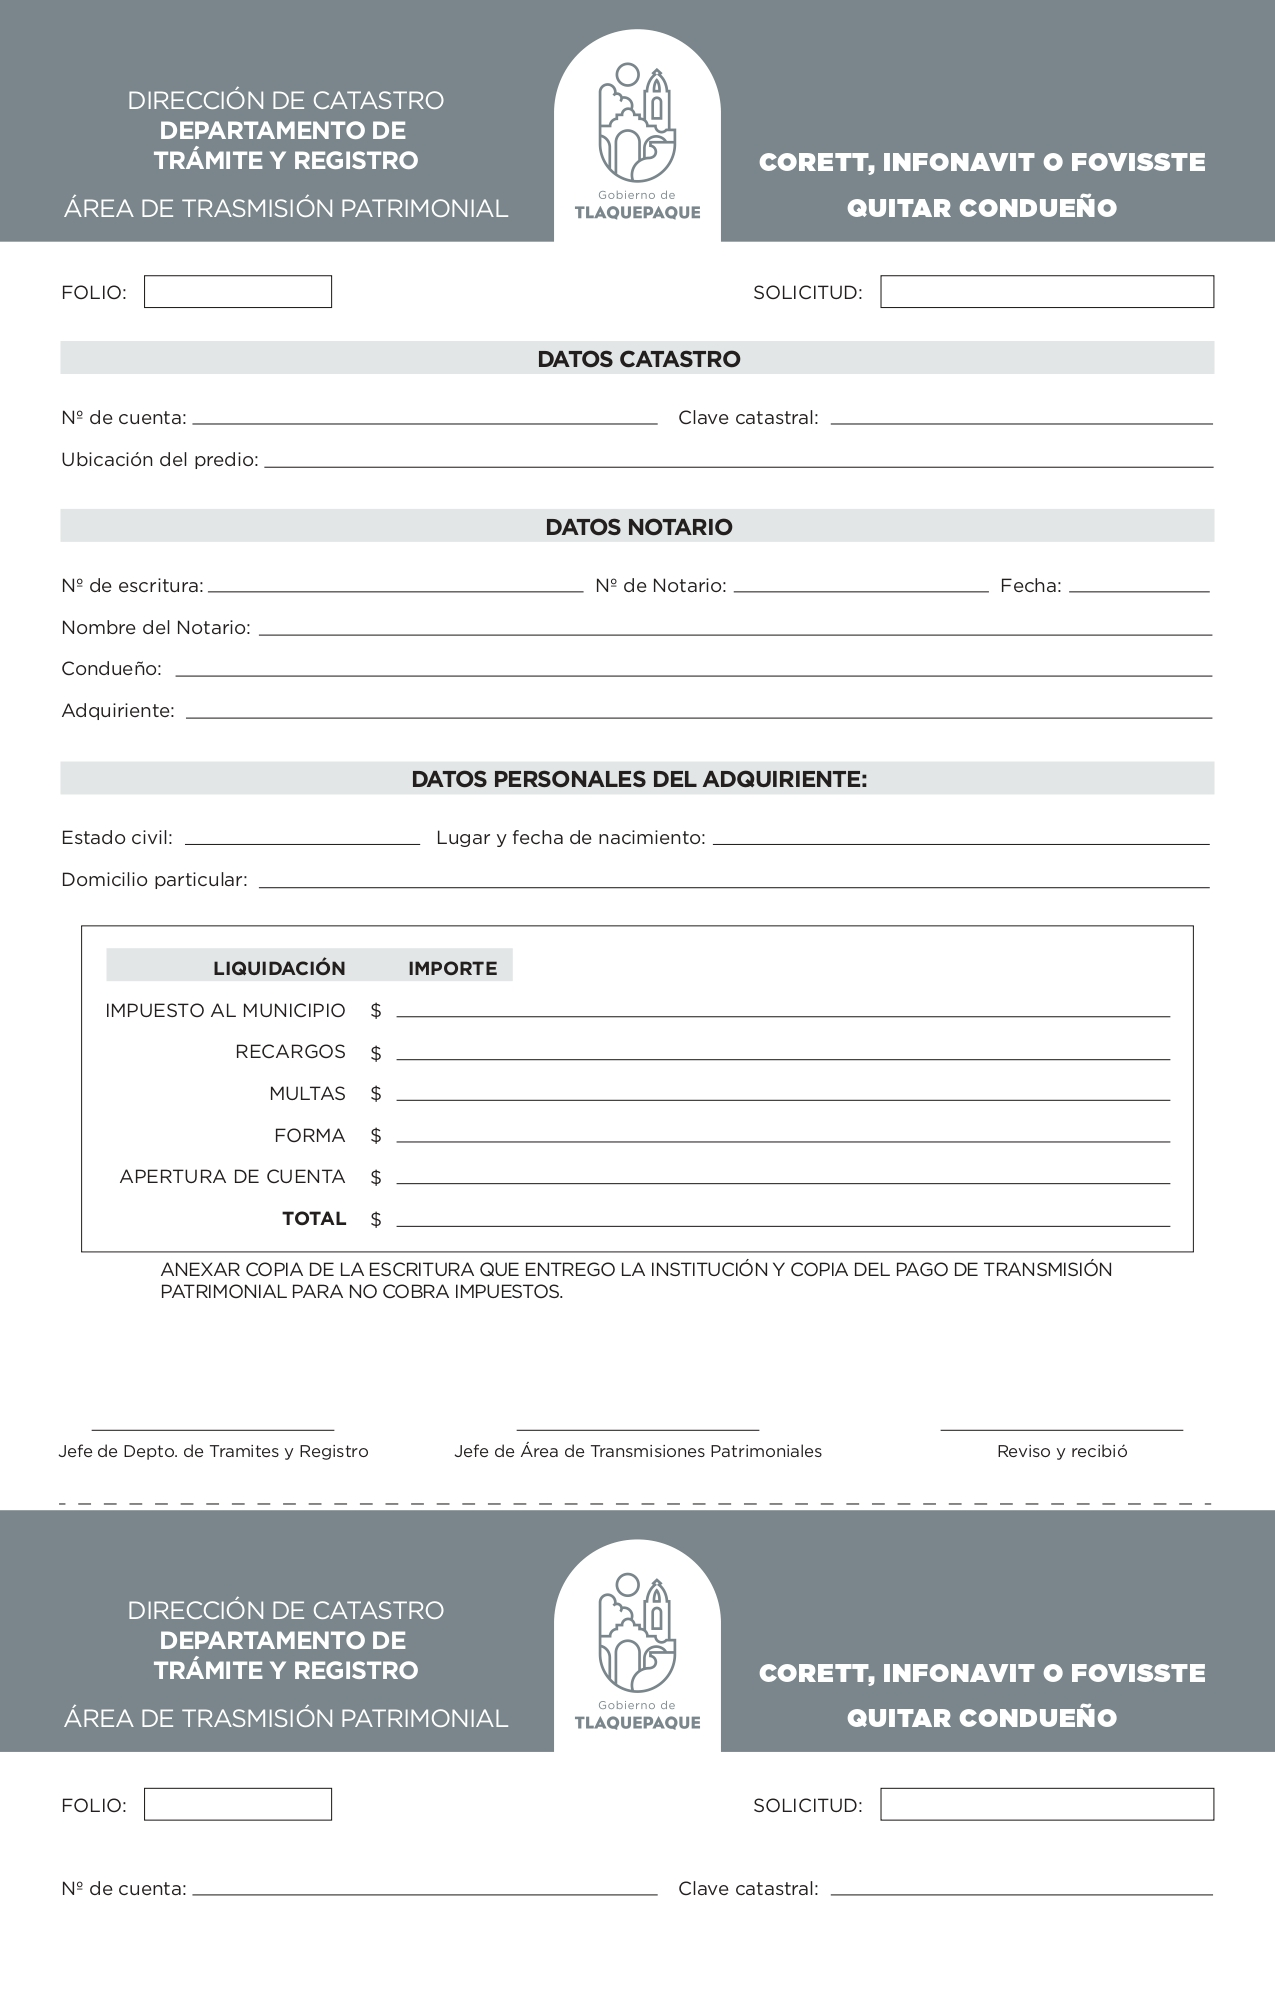 DIRECCIÓN DE CATASTRO
DEPARTAMENTO DE
TRÁMITE Y REGISTRO
ÁREA DE TRASMISIÓN PATRIMONIAL
Gobierno de
TLAQUEPAQUE
CORETT, INFONAVIT O FOVISSTE
QUITAR CONDUEÑO
FOLIO: SOLICITUD:
DATOS CATASTRO
Nº de cuenta: Clave catastral:
Ubicación del predio:
DATOS NOTARIO
Nº de escritura: Nº de Notario: Fecha:
Nombre del Notario:
Condueño:
Adquiriente:
DATOS PERSONALES DEL ADQUIRIENTE:
Estado civil: Lugar y fecha de nacimiento:
Domicilio particular:
LIQUIDACIÓN IMPORTE
IMPUESTO AL MUNICIPIO $
RECARGOS $
MULTAS $
FORMA $
APERTURA DE CUENTA $
TOTAL $
ANEXAR COPIA DE LA ESCRITURA QUE ENTREGO LA INSTITUCIÓN Y COPIA DEL PAGO DE TRANSMISIÓN
PATRIMONIAL PARA NO COBRA IMPUESTOS.
Jefe de Depto. de Tramites y Registro Jefe de Área de Transmisiones Patrimoniales Reviso y recibió
DIRECCIÓN DE CATASTRO
DEPARTAMENTO DE
TRÁMITE Y REGISTRO
ÁREA DE TRASMISIÓN PATRIMONIAL
Gobierno de
TLAQUEPAQUE
CORETT, INFONAVIT O FOVISSTE
QUITAR CONDUEÑO
FOLIO: SOLICITUD:
Nº de cuenta: Clave catastral: